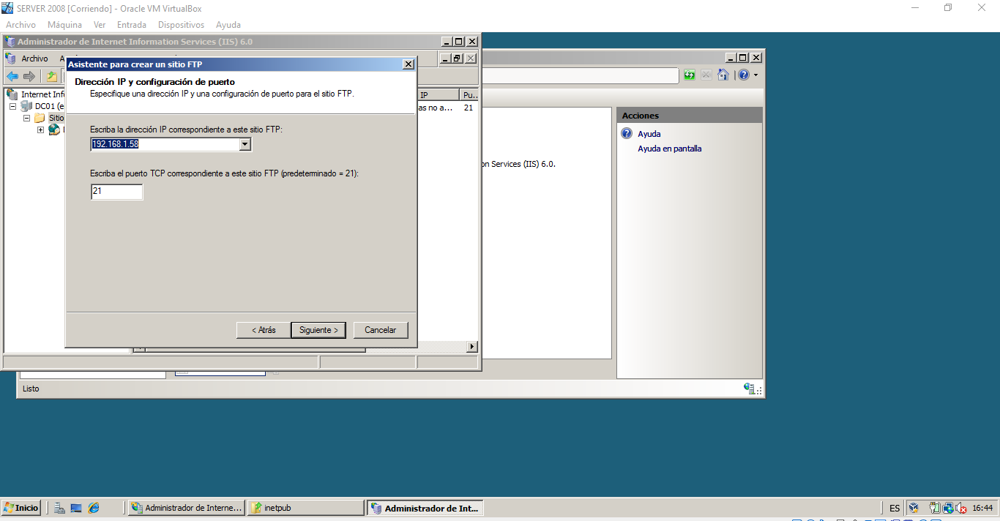 SERVER 2008 [Corriendo] - Oracle VM VirtualBox
Archivo Máquina Ver Entrada Dispositivos Ayuda
Administrador de Internet Information Services (IIS) 6.0
Archivo
Asistente para crear un sitio FTP
Dirección IP y configuración de puerto
Especifique una dirección IP y una configuración de puerto para el sitio FTP.
Internet Inf
DC01 (e
Sitio
IP Pu..
as no a... 21
Escriba la dirección IP correspondiente a este sitio FTP:
192.168.1.58
Escriba el puerto TCP correspondiente a este sitio FTP (predeterminado = 21):
21
< Atrás Siguiente > Cancelar
on Services (IIS) 6.0.
Acciones
Ayuda
Ayuda en pantalla
Listo
Inicio Administrador de Interne... inetpub Administrador de Int... ES 16:44